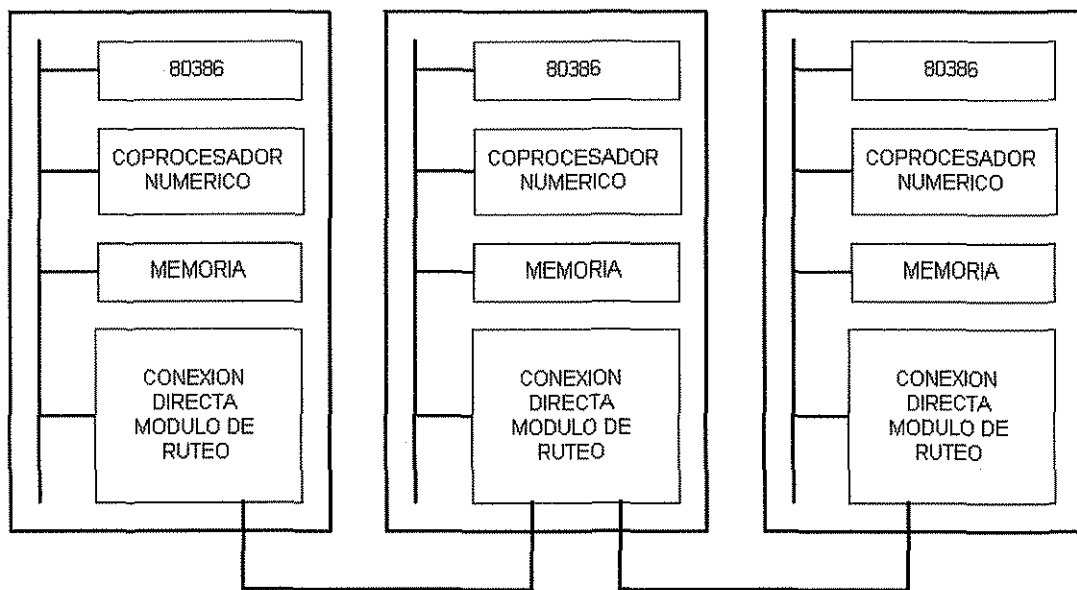 80386
COPROCESADOR
NUMERICO
MEMORIA
CONEXION
DIRECTA
MODULO DE
RUTEO
80386
COPROCESADOR
NUMERICO
MEMORIA
CONEXION
DIRECTA
MODULO DE
RUTEO
80386
COPROCESADOR
NUMERICO
MEMORIA
CONEXION
DIRECTA
MODULO DE
RUTEO